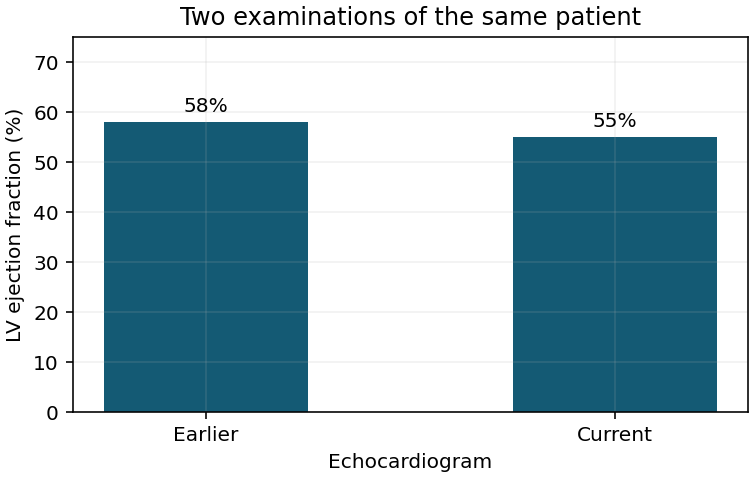 Two examinations of the same patient
LV ejection fraction (%)
70
60
50
40
30
20
10
0
58%
55%
Earlier
Current
Echocardiogram